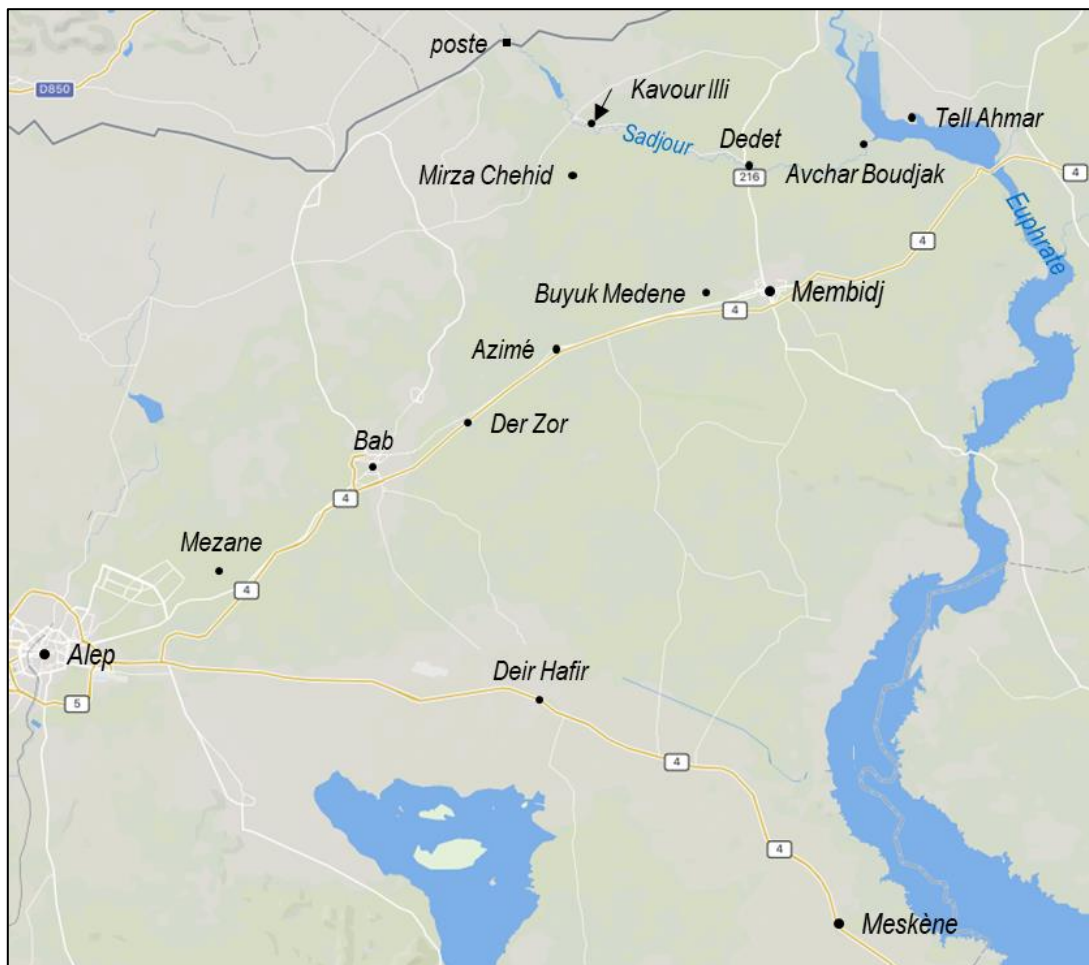 poste
D850
Kavour Illi
Tell Ahmar
Sadjour
Dedet
Mirza Chehid
216
Avchar Boudjak
4
4
Euphrate
Buyuk Medene
Membidj
4
Azimé
Der Zor
Bab
4
Mezane
4
Alep
Deir Hafir
5
4
4
Meskène